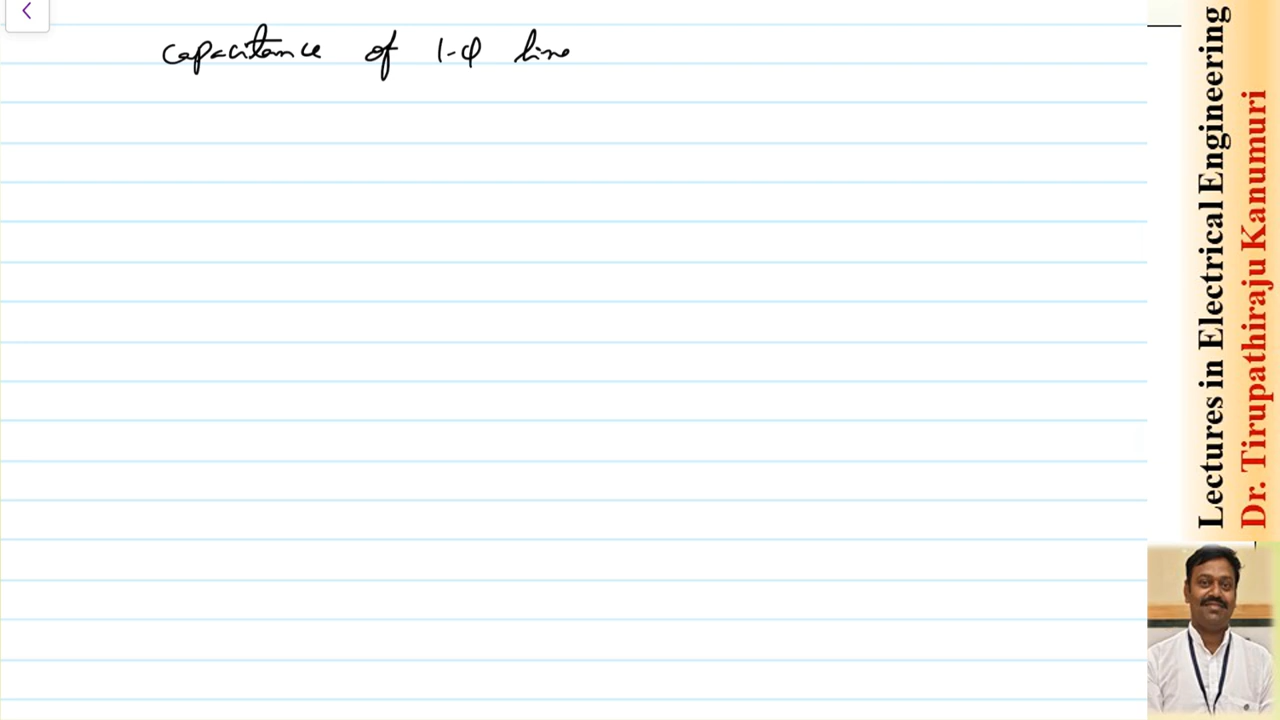 capacitance of 1-φ line
Lectures in Electrical Engineering
Dr. Tirupathiraju Kanumuri